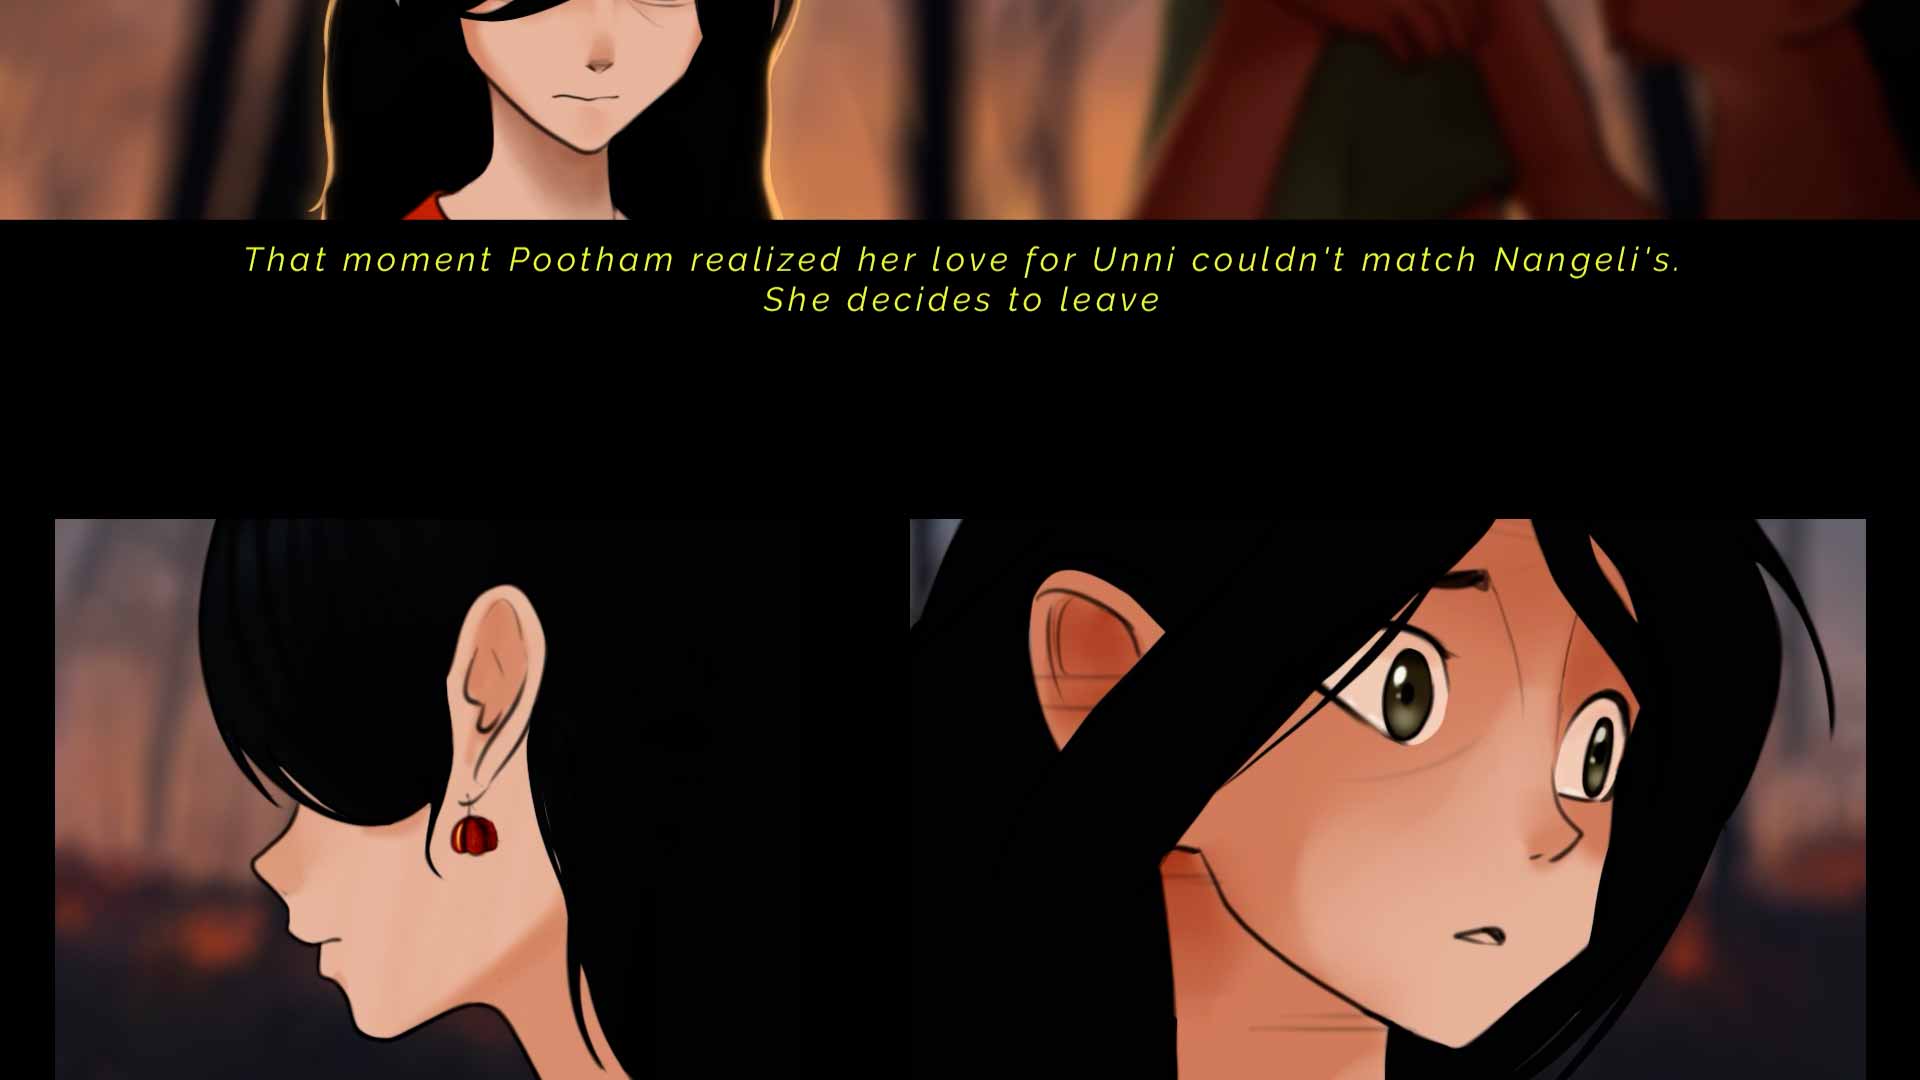 That moment Pootham realized her love for Unni couldn't match Nangeli's.
She decides to leave